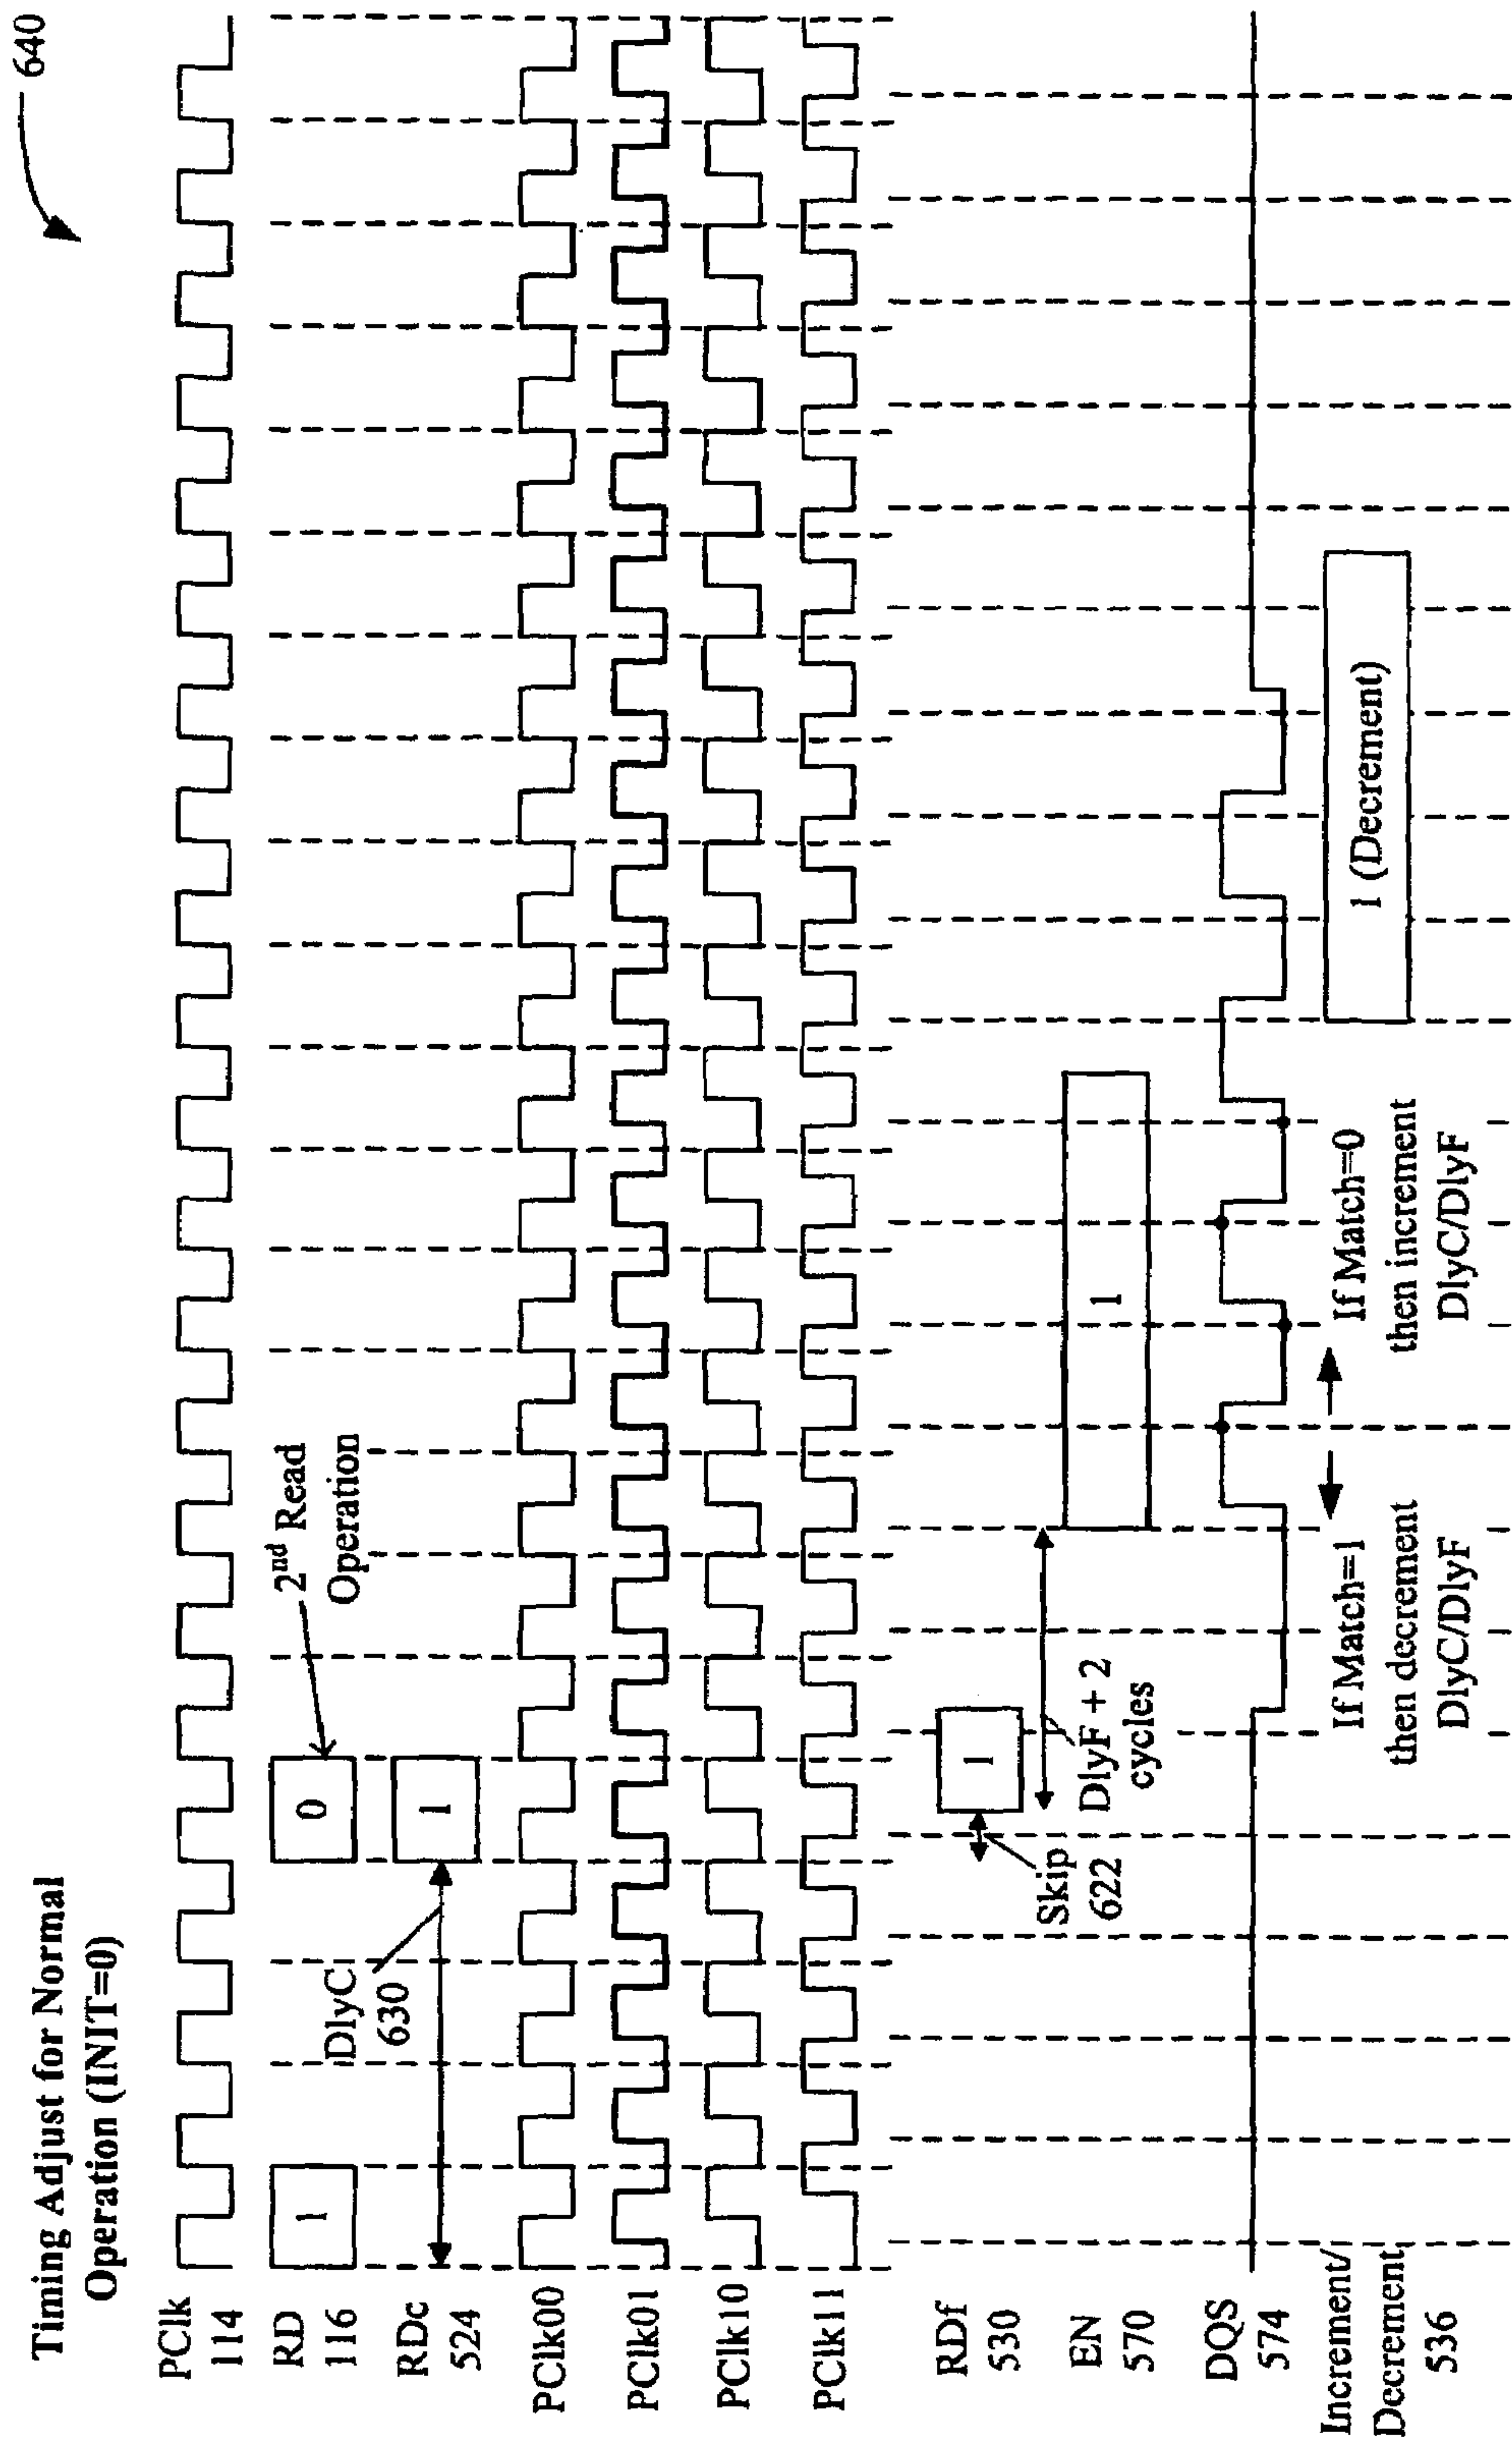 640
Timing Adjust for Normal
Operation (INIT=0)
PClk
114
RD
116
1
0
2nd Read
Operation
RDc
524
DlyC
630
1
PClk00
PClk01
PClk10
PClk11
RDf
530
1
Skip
622
DlyF + 2
cycles
EN
570
1
DQS
574
Increment/
Decrement
536
If Match=1
then decrement
DlyC/DlyF
If Match=0
then increment
DlyC/DlyF
1 (Decrement)